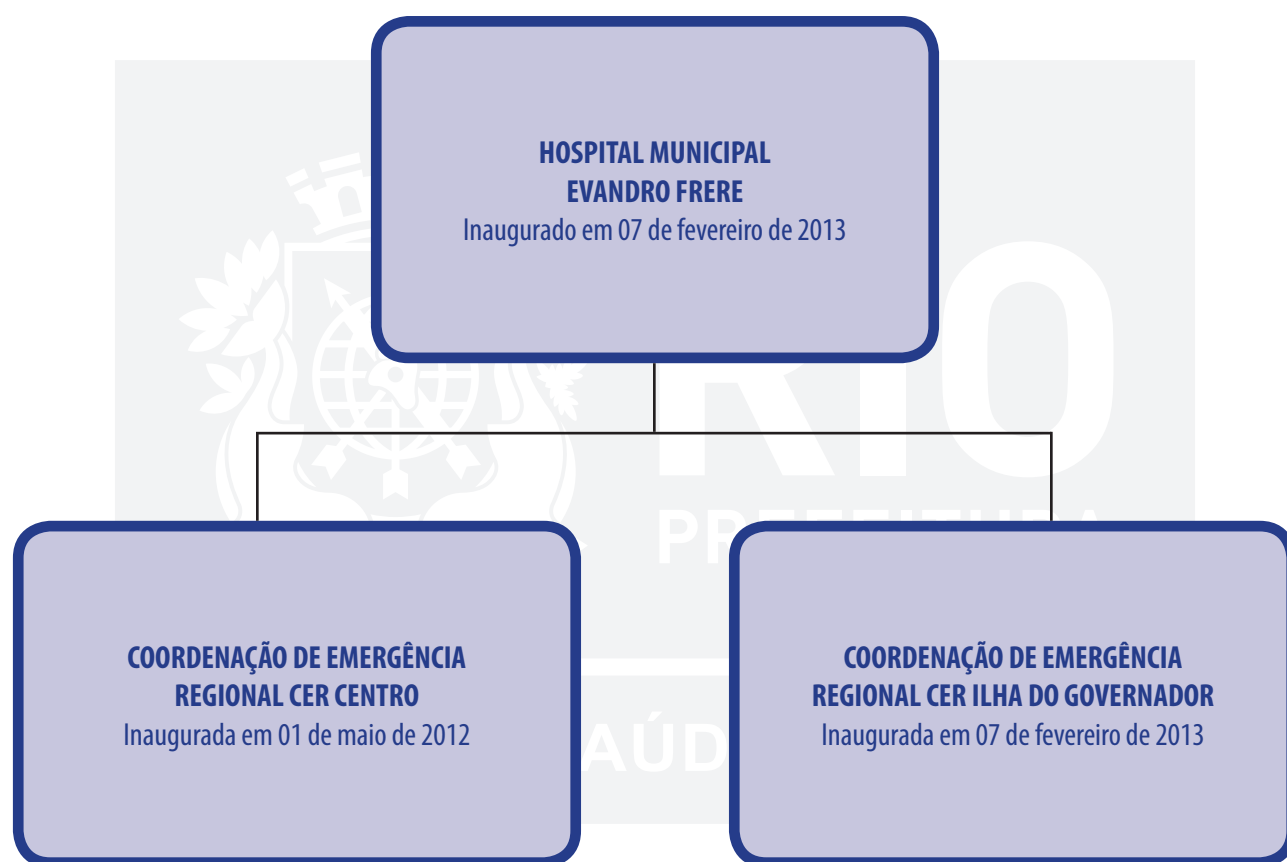 HOSPITAL MUNICIPAL
EVANDRO FRERE
Inaugurado em 07 de fevereiro de 2013
RIO
PREFEITURA
COORDENAÇÃO DE EMERGÊNCIA
REGIONAL CER CENTRO
Inaugurada em 01 de maio de 2012
COORDENAÇÃO DE EMERGÊNCIA
REGIONAL CER ILHA DO GOVERNADOR
Inaugurada em 07 de fevereiro de 2013